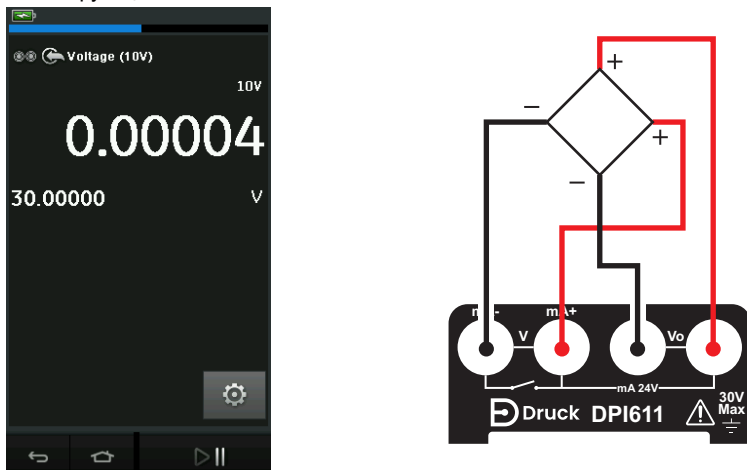 Voltage (10V)
10V
0.00004
30.00000 V
+
−
+
−
mA+
V
Vo
mA 24V
Druck DPI611
30V
Max